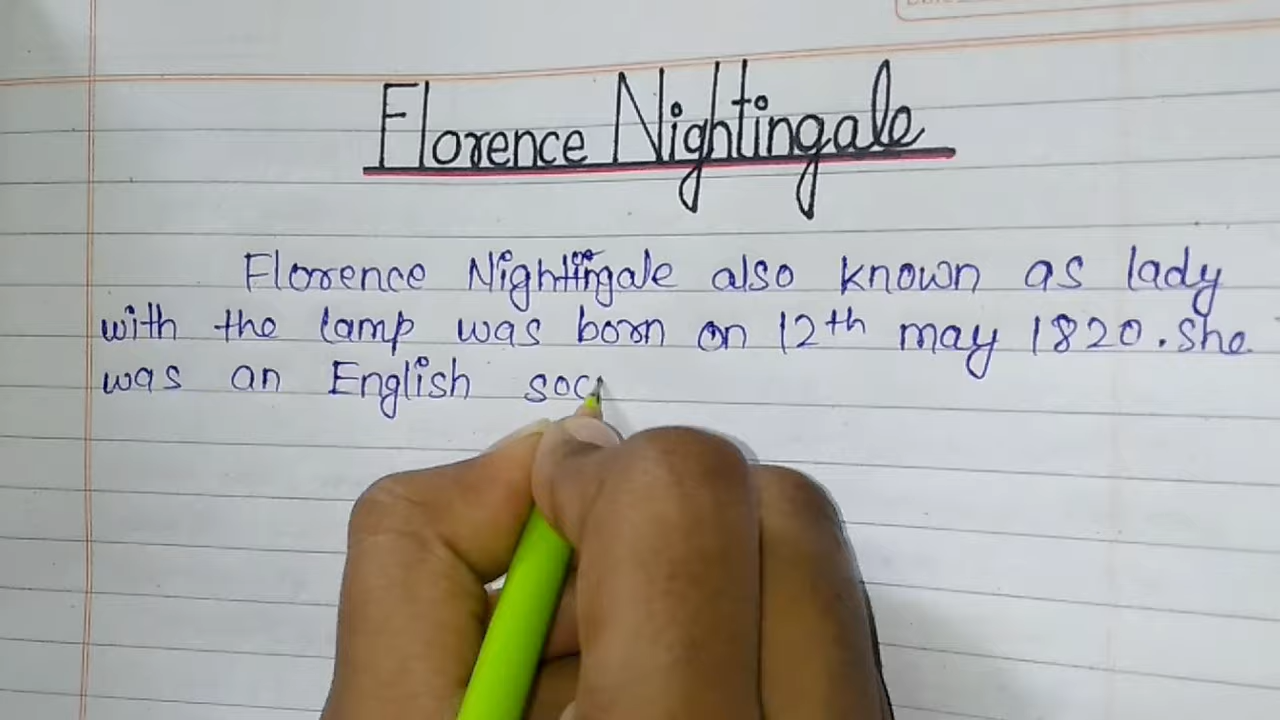 Florence Nightingale
Florence Nightingale also known as lady
with the lamp was born on 12th may 1820. She
was an English soc